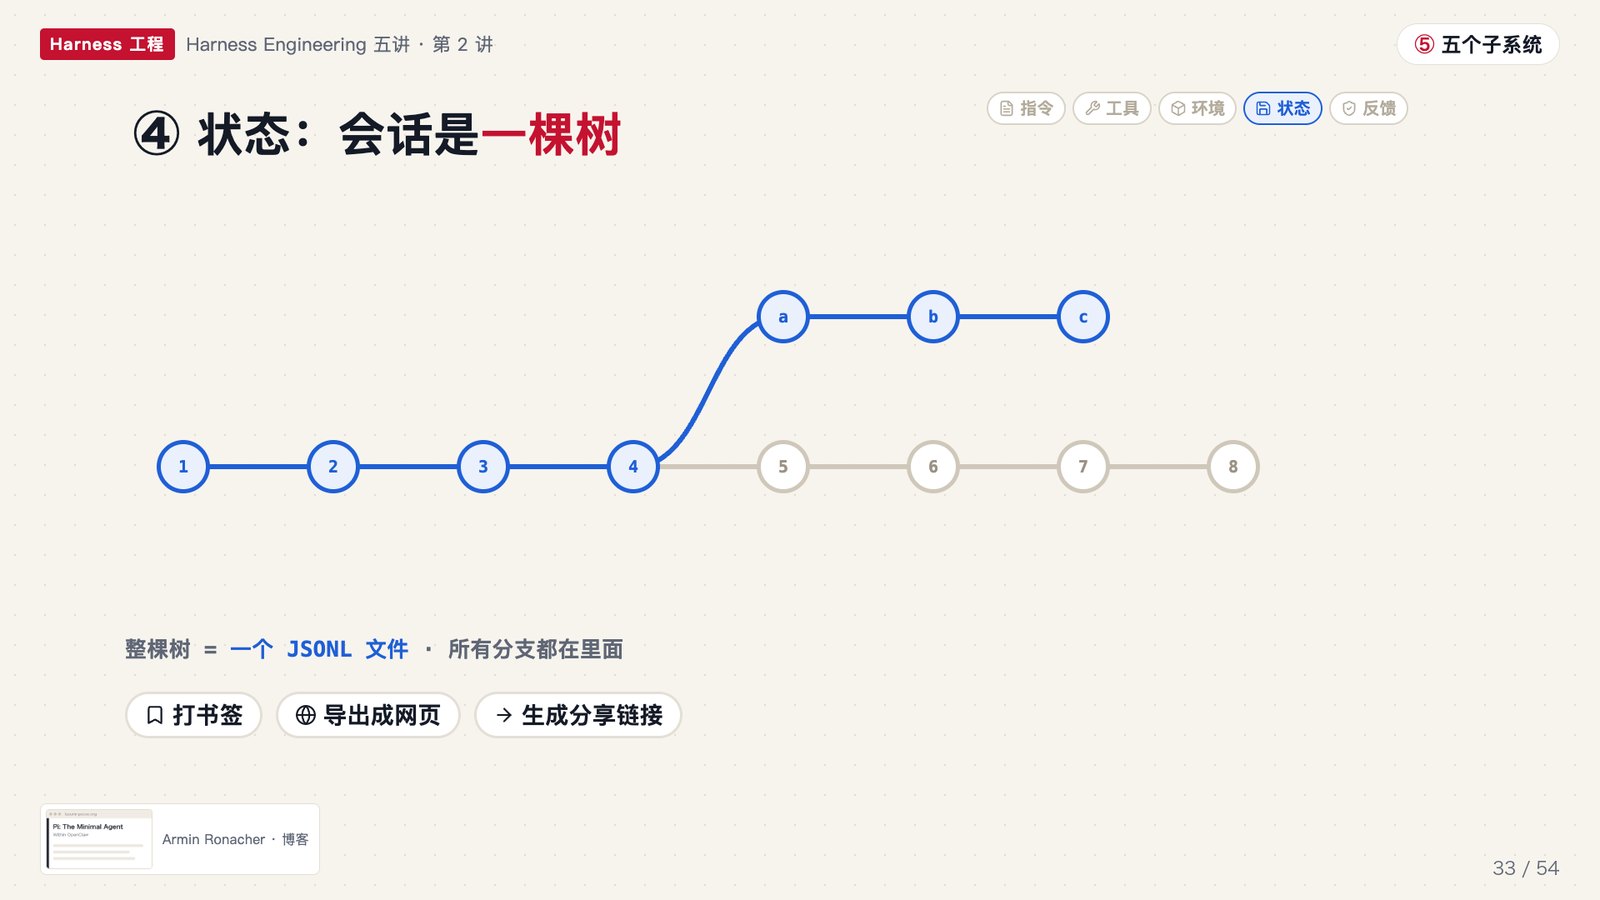 Harness 工程 Harness Engineering 五讲 · 第 2 讲
⑤ 五个子系统
指令 工具 环境 状态 反馈
④ 状态：会话是一棵树
a b c
1 2 3 4 5 6 7 8
整棵树 = 一个 JSONL 文件 · 所有分支都在里面
打书签 导出成网页 生成分享链接
Pi: The Minimal Agent
Within OpenClaw
Armin Ronacher · 博客
33 / 54